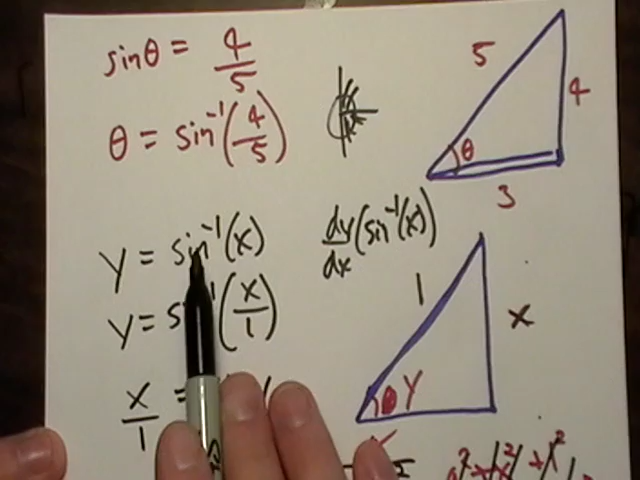 sinθ = 4/5
θ = sin⁻¹(4/5)
5
4
θ
3
y = sin⁻¹(x)
dy/dx (sin⁻¹(x))
y = s (x/1)
1
x
Y
x/1 =